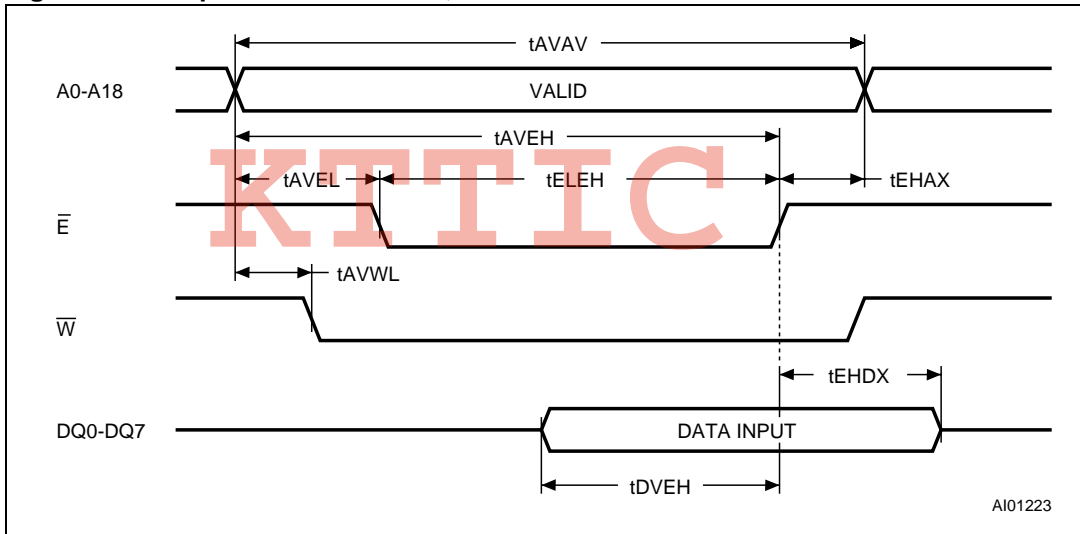 tAVAV
A0-A18
VALID
tAVEH
KTTIC
tAVEL
tELEH
tEHAX
E̅
tAVWL
W̅
tEHDX
DQ0-DQ7
DATA INPUT
tDVEH
AI01223